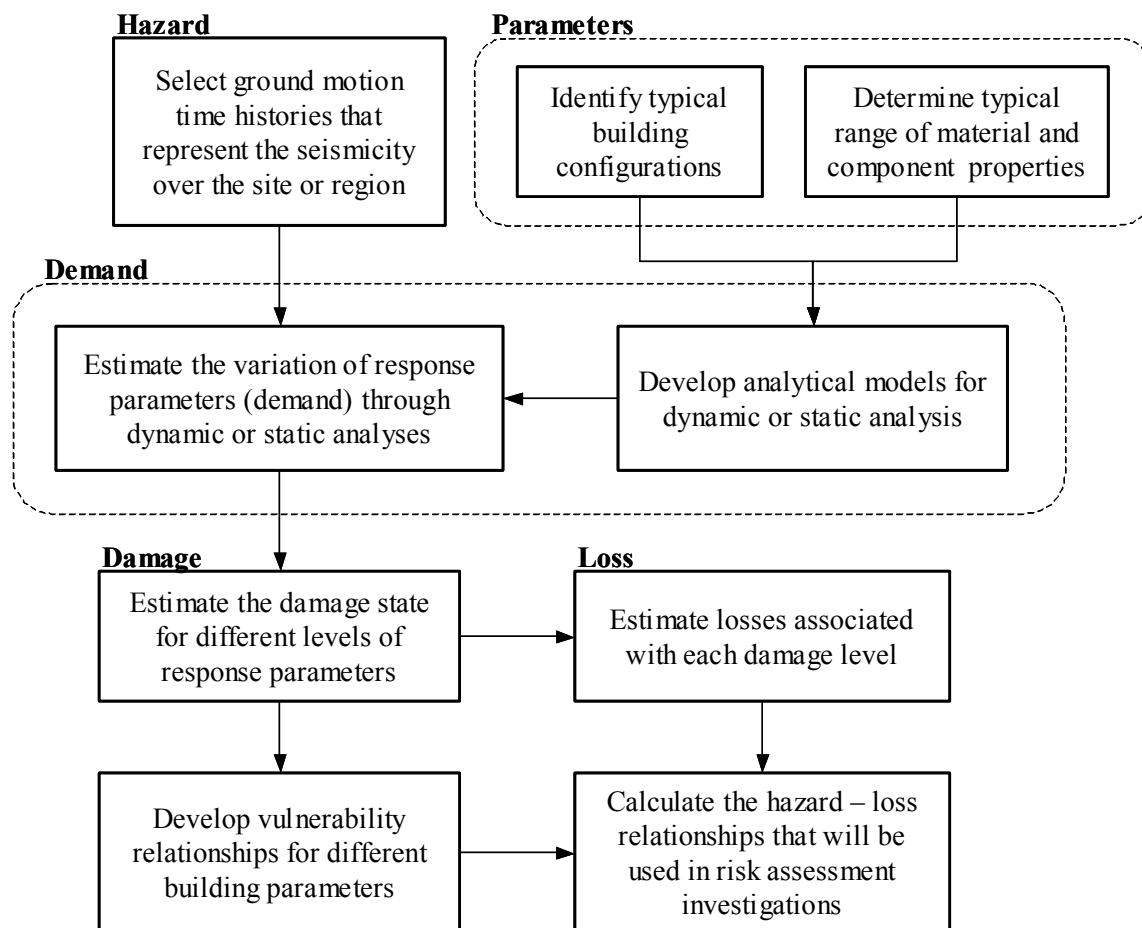 Hazard
Select ground motion
time histories that
represent the seismicity
over the site or region
Parameters
Identify typical
building
configurations
Determine typical
range of material and
component properties
Demand
Estimate the variation of response
parameters (demand) through
dynamic or static analyses
Develop analytical models for
dynamic or static analysis
Damage
Estimate the damage state
for different levels of
response parameters
Loss
Estimate losses associated
with each damage level
Develop vulnerability
relationships for different
building parameters
Calculate the hazard – loss
relationships that will be
used in risk assessment
investigations